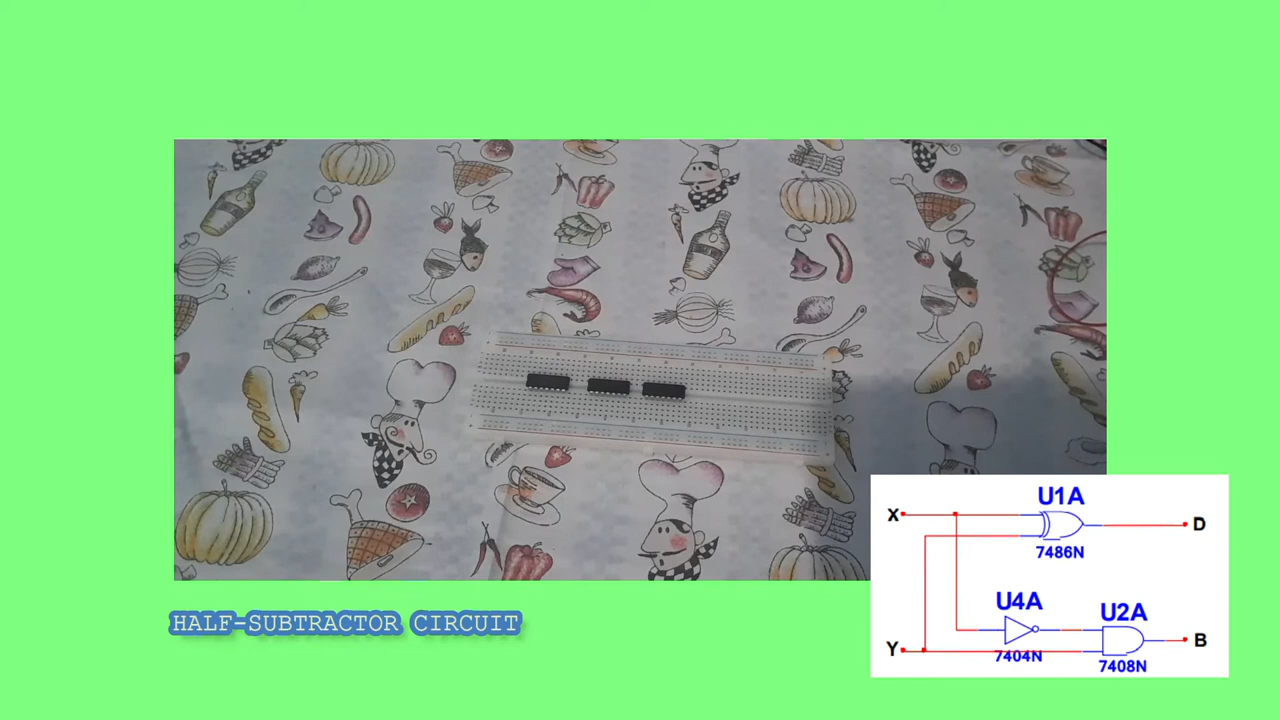 HALF-SUBTRACTOR CIRCUIT
U1A
X
D
7486N
U4A
U2A
Y
B
7404N
7408N